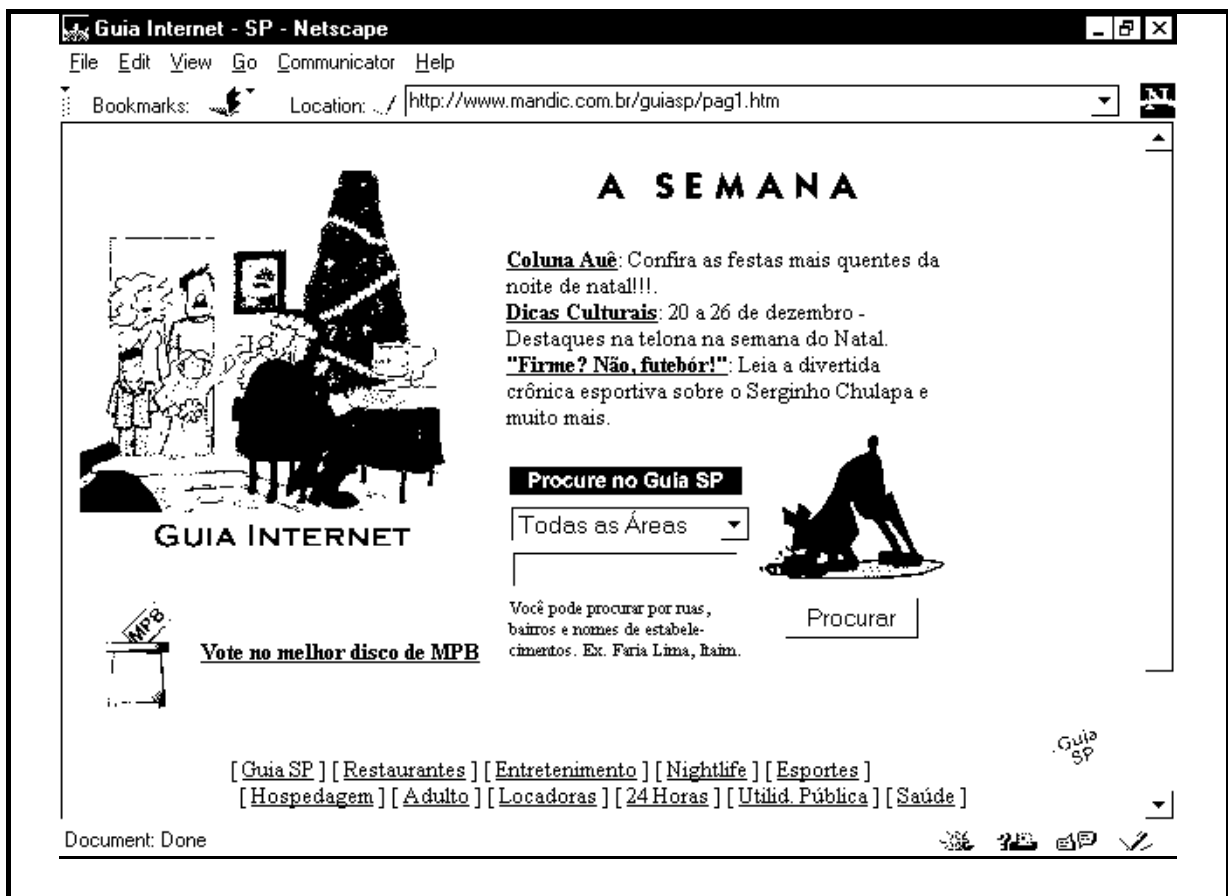 Guia Internet - SP - Netscape
File Edit View Go Communicator Help
Bookmarks: Location: http://www.mandic.com.br/guiasp/pag1.htm
A SEMANA
Coluna Auê: Confira as festas mais quentes da
noite de natal!!!.
Dicas Culturais: 20 a 26 de dezembro -
Destaques na telona na semana do Natal.
"Firme? Não, futebór!": Leia a divertida
crônica esportiva sobre o Serginho Chulapa e
muito mais.
GUIA INTERNET
Procure no Guia SP
Todas as Áreas
Você pode procurar por ruas,
bairros e nomes de estabele-
cimentos. Ex. Faria Lima, Itaim.
Procurar
MPB
Vote no melhor disco de MPB
Guia
SP
[ Guia SP ] [ Restaurantes ] [ Entretenimento ] [ Nightlife ] [ Esportes ]
[ Hospedagem ] [ Adulto ] [ Locadoras ] [ 24 Horas ] [ Utilid. Pública ] [ Saúde ]
Document: Done